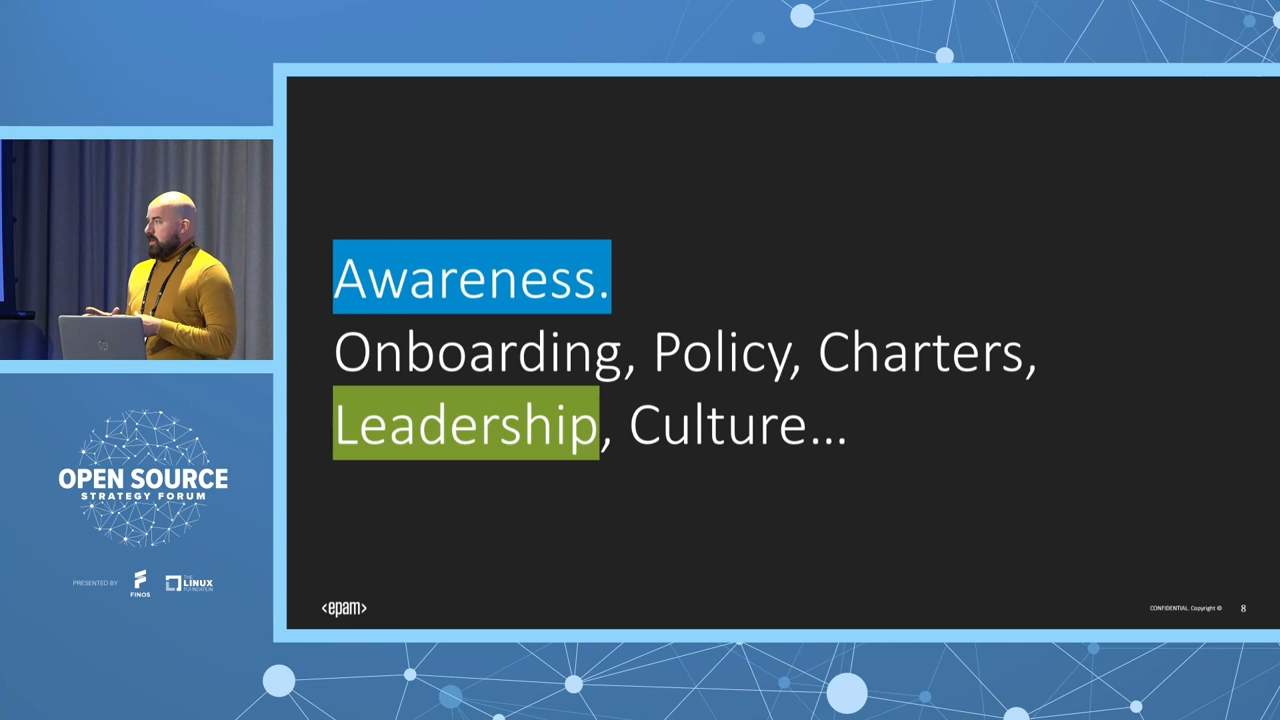 Awareness.
Onboarding, Policy, Charters,
Leadership, Culture...
<epam>
CONFIDENTIAL. Copyright ©
8
OPEN SOURCE
STRATEGY FORUM
PRESENTED BY
FINOS
THE
LINUX
FOUNDATION